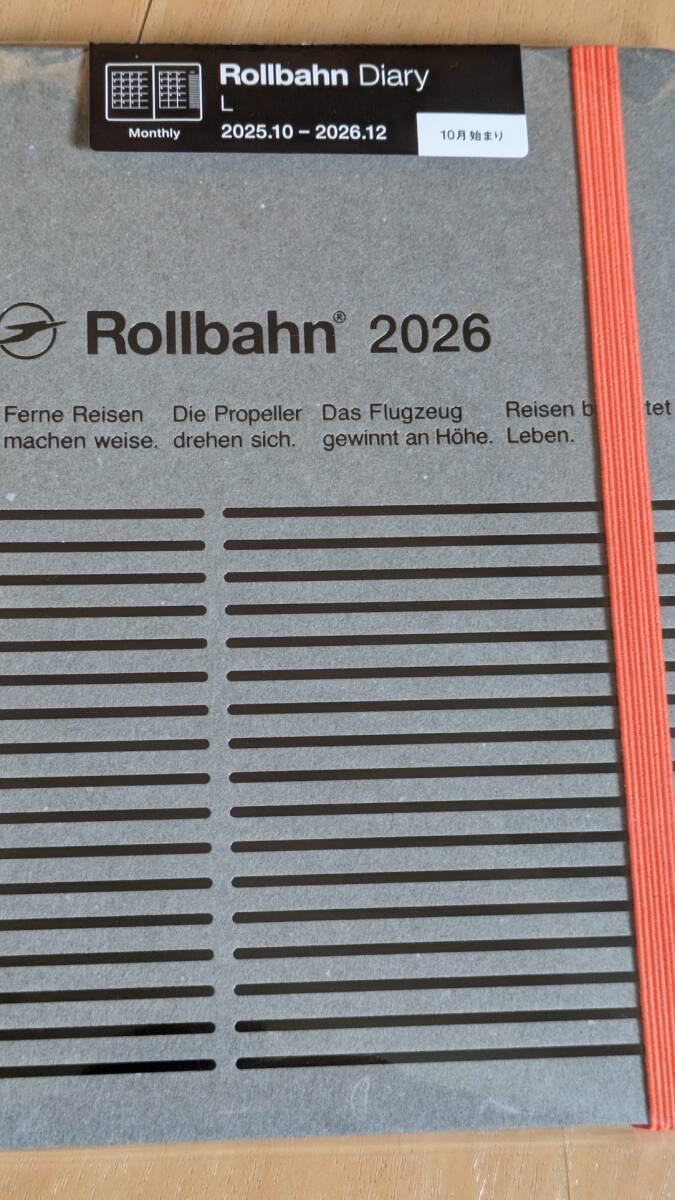 Rollbahn Diary
L
Monthly
2025.10 – 2026.12
10月始まり
Rollbahn® 2026
Ferne Reisen
machen weise.
Die Propeller
drehen sich.
Das Flugzeug
gewinnt an Höhe.
Reisen
Leben.